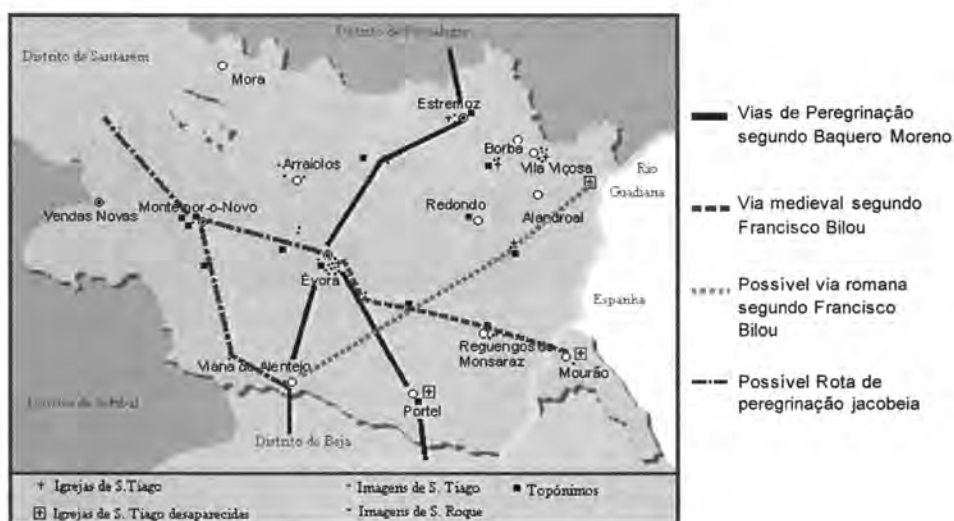 Distrito de Portalegre
Distrito de Santarém
Mora
Estremoz
Borba
Vila Viçosa
Rio
Guadiana
Arraiolos
Vendas Novas
Montemor-o-Novo
Redondo
Alandroal
Évora
Espanha
Viana do Alentejo
Reguengos de
Monsaraz
Mourão
Distrito de Setúbal
Portel
Distrito de Beja
Igrejas de S.Tiago
Imagens de S. Tiago
Topónimos
Igrejas de S. Tiago desaparecidas
Imagens de S. Roque
Vias de Peregrinação
segundo Baquero Moreno
Via medieval segundo
Francisco Bilou
Possível via romana
segundo Francisco
Bilou
Possível Rota de
peregrinação jacobeia